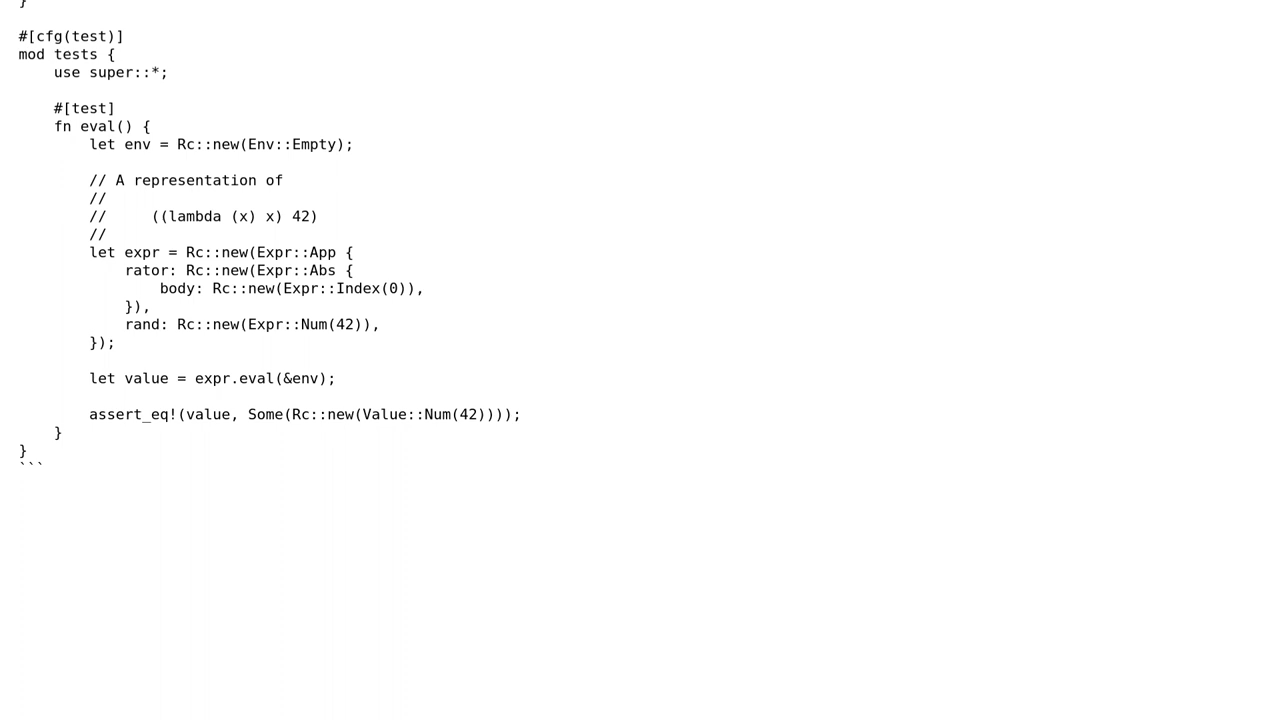 }

#[cfg(test)]
mod tests {
    use super::*;

    #[test]
    fn eval() {
        let env = Rc::new(Env::Empty);

        // A representation of
        //
        //     ((lambda (x) x) 42)
        //
        let expr = Rc::new(Expr::App {
            rator: Rc::new(Expr::Abs {
                body: Rc::new(Expr::Index(0)),
            }),
            rand: Rc::new(Expr::Num(42)),
        });

        let value = expr.eval(&env);

        assert_eq!(value, Some(Rc::new(Value::Num(42))));
    }
}
```